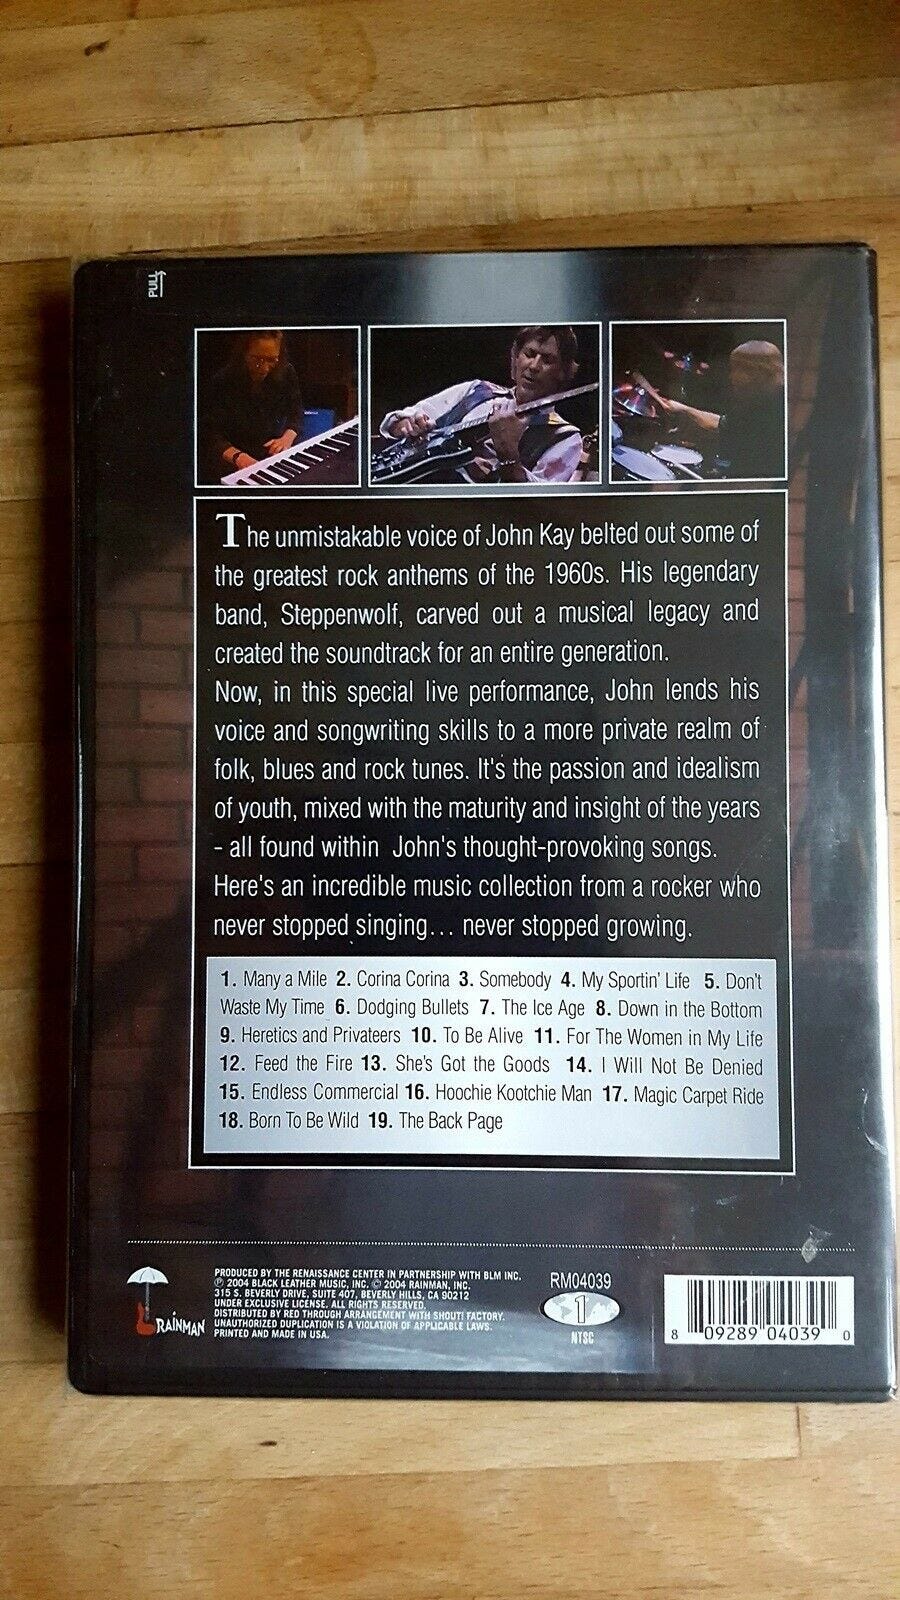 PULL
The unmistakable voice of John Kay belted out some of
the greatest rock anthems of the 1960s. His legendary
band, Steppenwolf, carved out a musical legacy and
created the soundtrack for an entire generation.
Now, in this special live performance, John lends his
voice and songwriting skills to a more private realm of
folk, blues and rock tunes. It's the passion and idealism
of youth, mixed with the maturity and insight of the years
- all found within John's thought-provoking songs.
Here's an incredible music collection from a rocker who
never stopped singing... never stopped growing.
1. Many a Mile 2. Corina Corina 3. Somebody 4. My Sportin' Life 5. Don't
Waste My Time 6. Dodging Bullets 7. The Ice Age 8. Down in the Bottom
9. Heretics and Privateers 10. To Be Alive 11. For The Women in My Life
12. Feed the Fire 13. She's Got the Goods 14. I Will Not Be Denied
15. Endless Commercial 16. Hoochie Kootchie Man 17. Magic Carpet Ride
18. Born To Be Wild 19. The Back Page
RAINMAN
PRODUCED BY THE RENAISSANCE CENTER IN PARTNERSHIP WITH BLM INC.
℗ 2004 BLACK LEATHER MUSIC, INC. © 2004 RAINMAN, INC.
315 S. BEVERLY DRIVE, SUITE 407, BEVERLY HILLS, CA 90212
UNDER EXCLUSIVE LICENSE. ALL RIGHTS RESERVED.
DISTRIBUTED BY RED THROUGH ARRANGEMENT WITH SHOUT! FACTORY.
UNAUTHORIZED DUPLICATION IS A VIOLATION OF APPLICABLE LAWS.
PRINTED AND MADE IN USA.
RM04039
1
NTSC
8 09289 04039 0